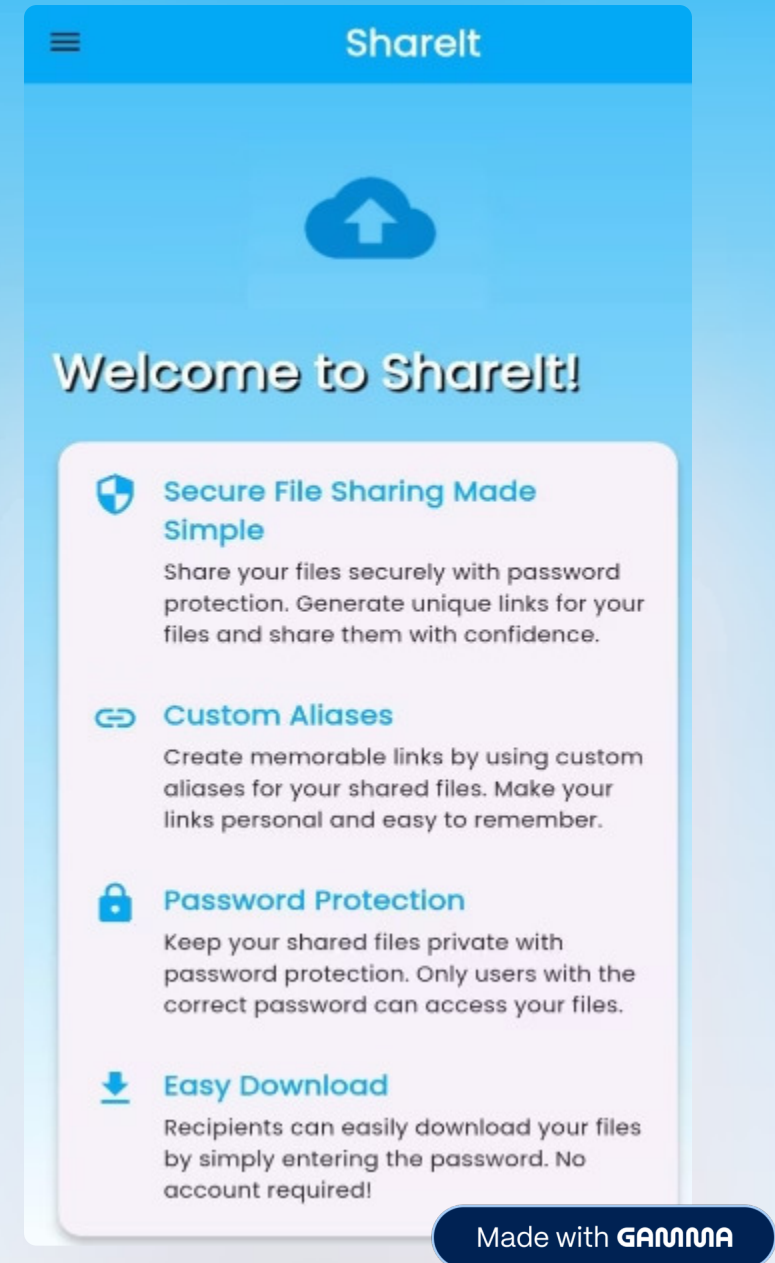 ShareIt
Welcome to ShareIt!
Secure File Sharing Made
Simple
Share your files securely with password
protection. Generate unique links for your
files and share them with confidence.
Custom Aliases
Create memorable links by using custom
aliases for your shared files. Make your
links personal and easy to remember.
Password Protection
Keep your shared files private with
password protection. Only users with the
correct password can access your files.
Easy Download
Recipients can easily download your files
by simply entering the password. No
account required!
Made with GAMMA